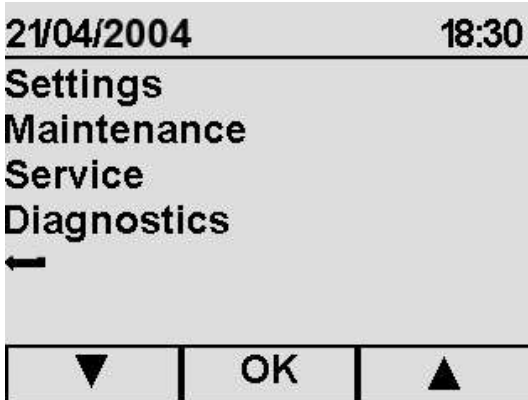 21/04/2004 18:30
Settings
Maintenance
Service
Diagnostics
←
▼ OK ▲